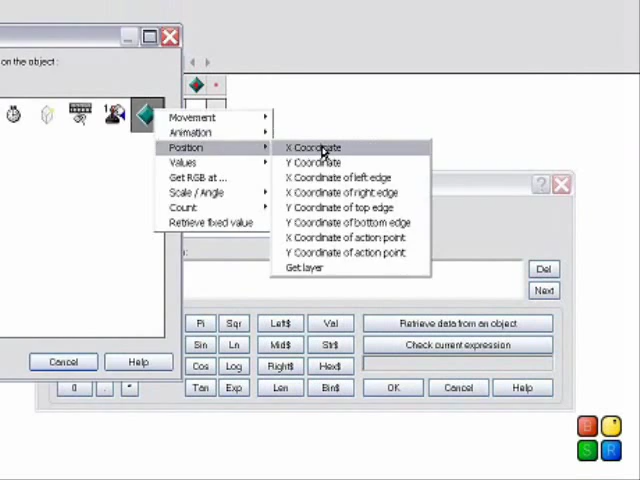 on the object :
Movement
Animation
Position
Values
Get RGB at ...
Scale / Angle
Count
Retrieve fixed value
X Coordinate
Y Coordinate
X Coordinate of left edge
X Coordinate of right edge
Y Coordinate of top edge
Y Coordinate of bottom edge
X Coordinate of action point
Y Coordinate of action point
Get layer
Del
Next
Pi Sqr Left$ Val Retrieve data from an object
Sin Ln Mid$ Str$ Check current expression
Cos Log Right$ Hex$
Tan Exp Len Bin$ OK Cancel Help
Cancel Help
B
S R